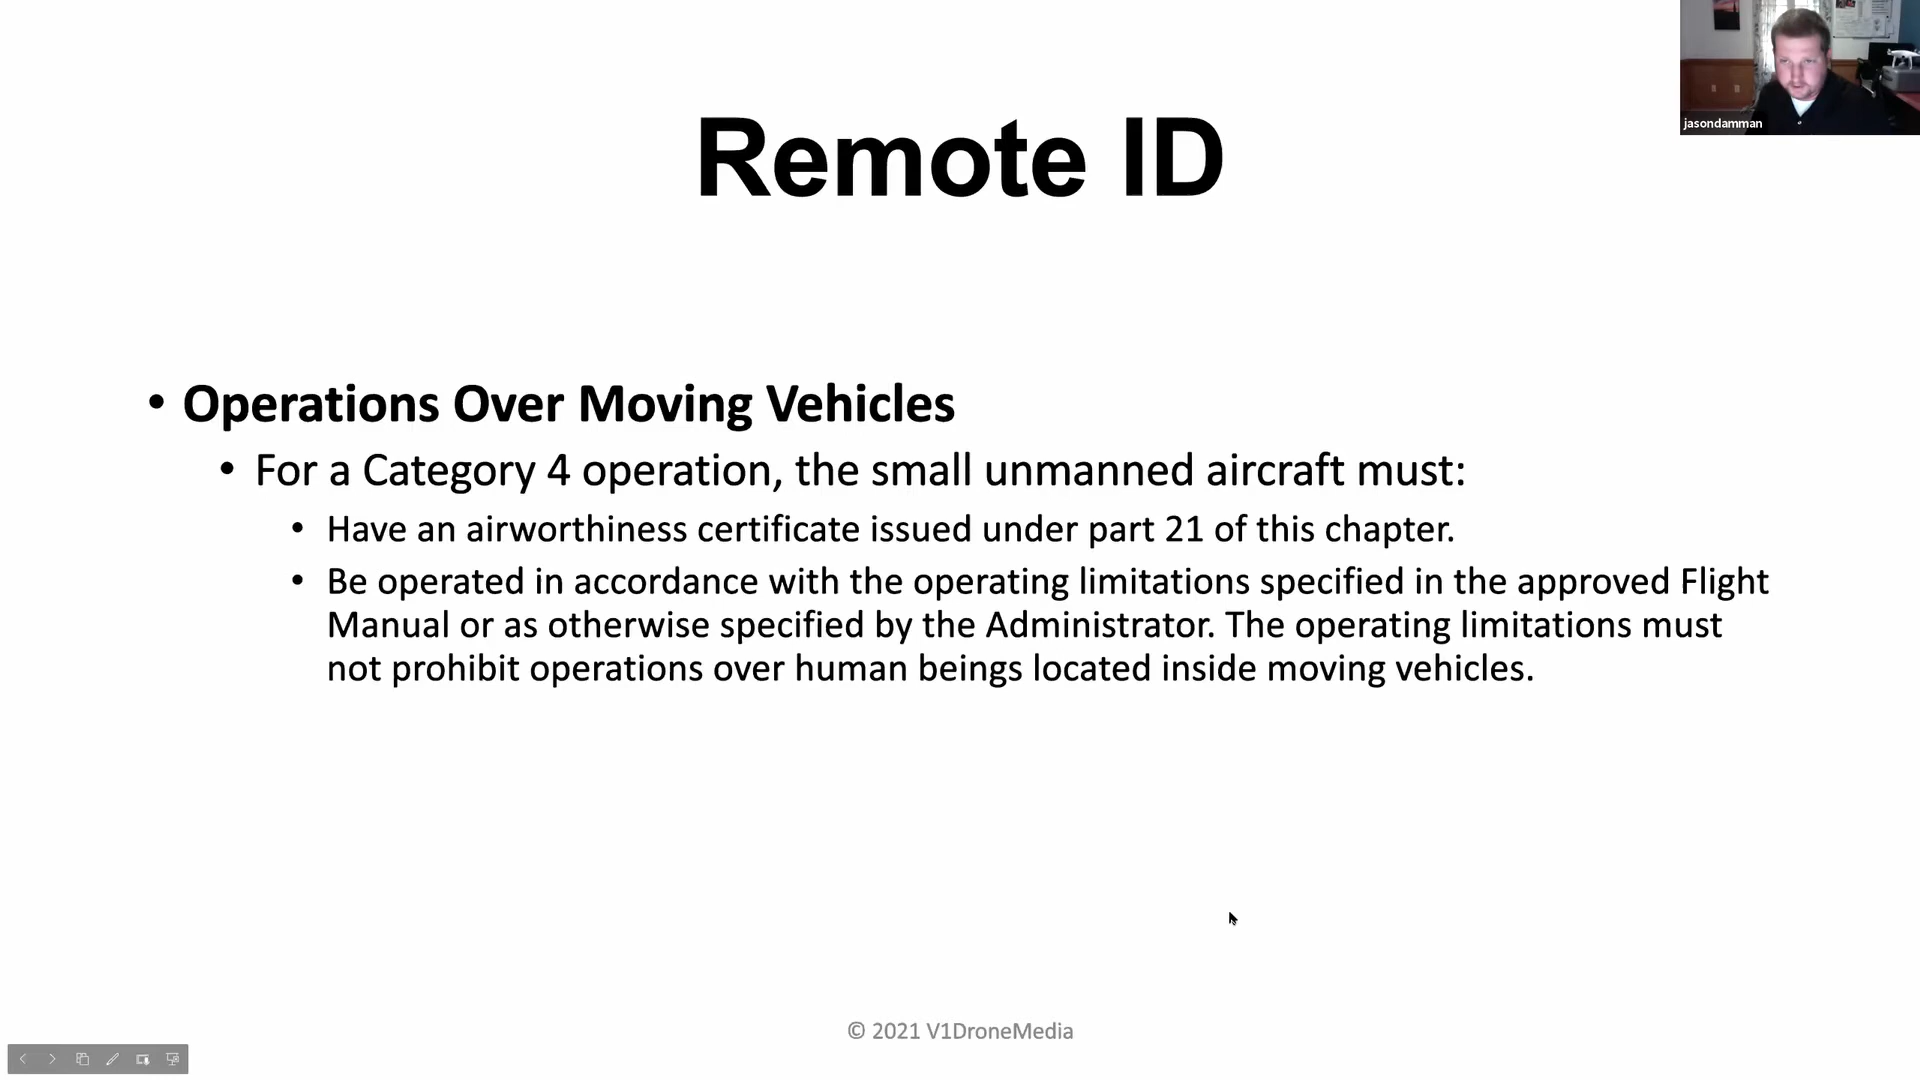 jasondamman
Remote ID
• Operations Over Moving Vehicles
• For a Category 4 operation, the small unmanned aircraft must:
• Have an airworthiness certificate issued under part 21 of this chapter.
• Be operated in accordance with the operating limitations specified in the approved Flight
Manual or as otherwise specified by the Administrator. The operating limitations must
not prohibit operations over human beings located inside moving vehicles.
© 2021 V1DroneMedia